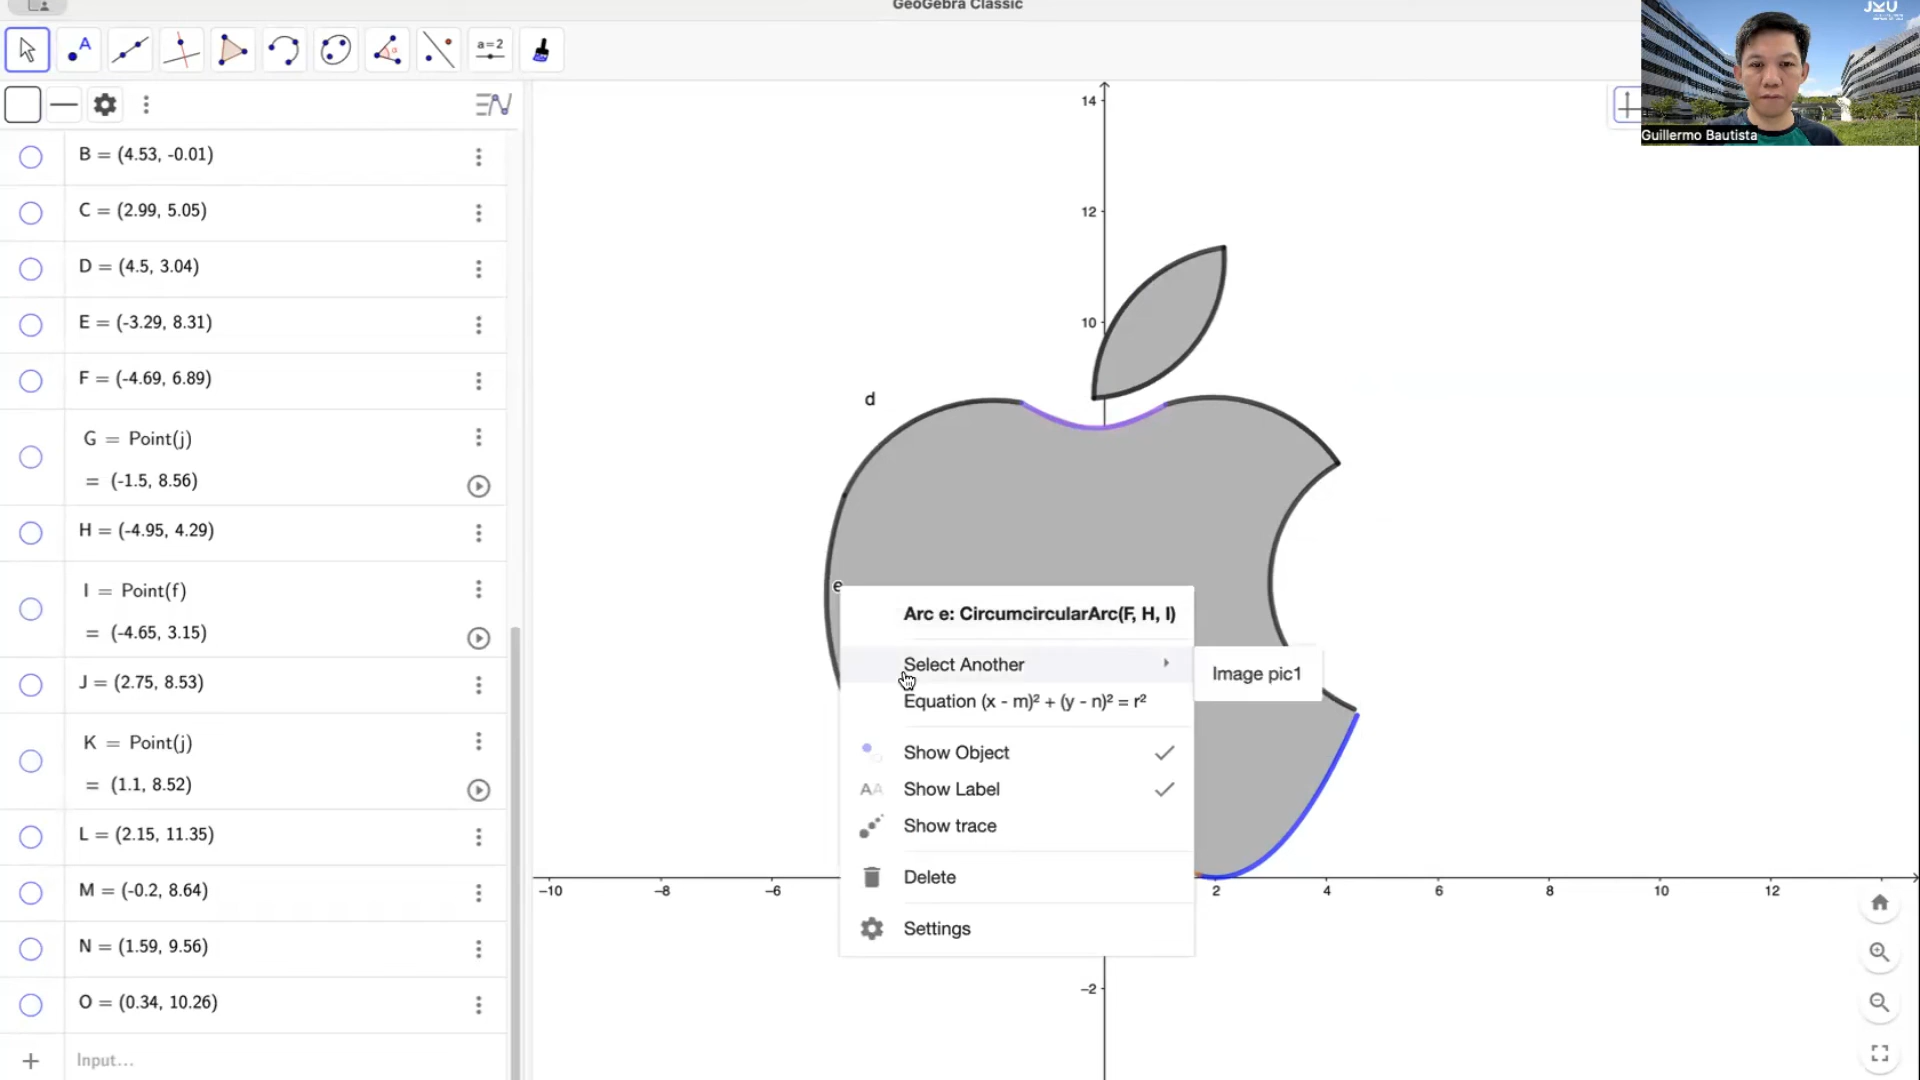 GeoGebra Classic
JKU
Guillermo Bautista
A
a=2
B = (4.53, -0.01)
C = (2.99, 5.05)
D = (4.5, 3.04)
E = (-3.29, 8.31)
F = (-4.69, 6.89)
G = Point(j)
= (-1.5, 8.56)
H = (-4.95, 4.29)
I = Point(f)
= (-4.65, 3.15)
J = (2.75, 8.53)
K = Point(j)
= (1.1, 8.52)
L = (2.15, 11.35)
M = (-0.2, 8.64)
N = (1.59, 9.56)
O = (0.34, 10.26)
Input...
14
12
10
d
e
Arc e: CircumcircularArc(F, H, I)
Select Another
Image pic1
Equation (x - m)² + (y - n)² = r²
Show Object
AA Show Label
Show trace
Delete
Settings
-10 -8 -6 2 4 6 8 10 12
-2